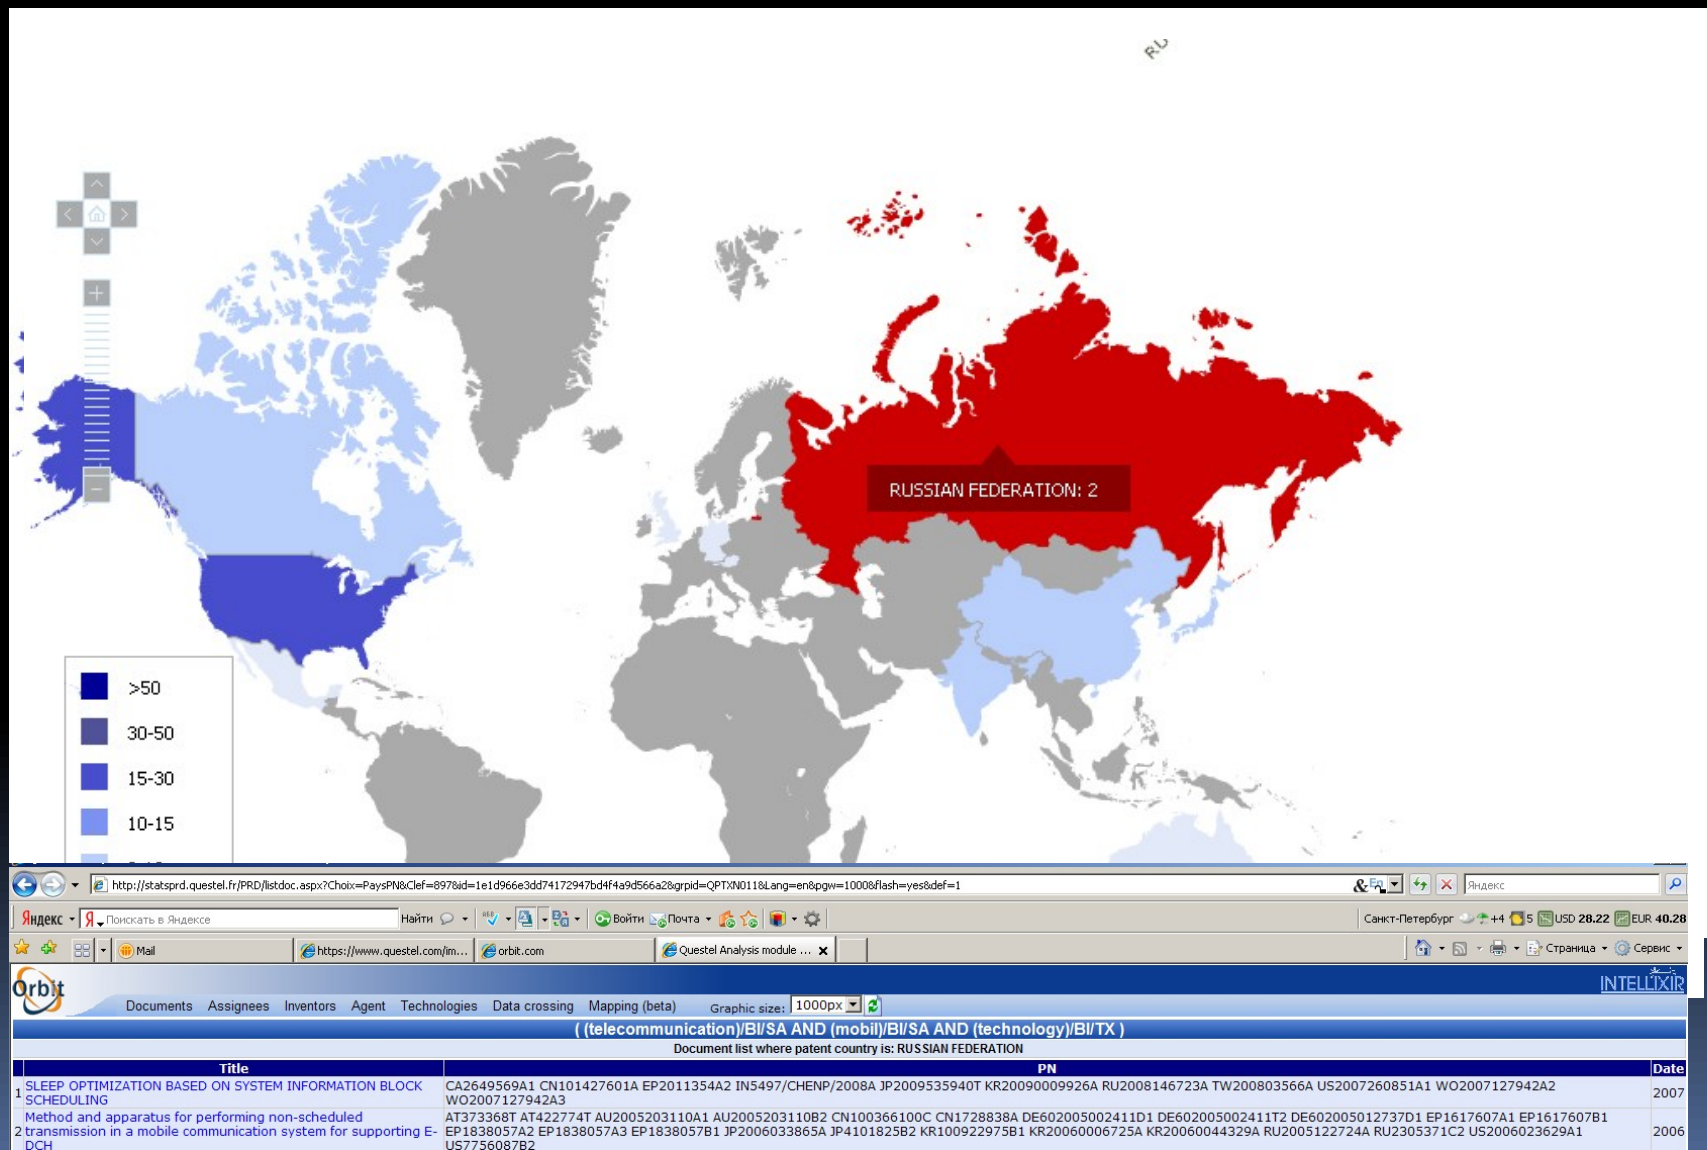 RU
RUSSIAN FEDERATION: 2
>50
30-50
15-30
10-15
http://statsprd.questel.fr/PRD/listdoc.aspx?Choix=PaysPN&Clef=897&id=1e1d966e3dd74172947bd4f4a9d566a2&grpid=QPTXN011&Lang=en&pgw=1000&flash=yes&def=1
Яндекс
Яндекс Я Поискать в Яндексе Найти Войти Почта Санкт-Петербург +4 5 USD 28.22 EUR 40.28
Mail https://www.questel.com/im... orbit.com Questel Analysis module ... Страница Сервис
Orbit
INTELLIXIR
Documents Assignees Inventors Agent Technologies Data crossing Mapping (beta) Graphic size: 1000px
( (telecommunication)/BI/SA AND (mobil)/BI/SA AND (technology)/BI/TX )
Document list where patent country is: RUSSIAN FEDERATION
Title PN Date
1 SLEEP OPTIMIZATION BASED ON SYSTEM INFORMATION BLOCK SCHEDULING
CA2649569A1 CN101427601A EP2011354A2 IN5497/CHENP/2008A JP2009535940T KR20090009926A RU2008146723A TW200803566A US2007260851A1 WO2007127942A2
WO2007127942A3
2007
2 Method and apparatus for performing non-scheduled
transmission in a mobile communication system for supporting E-
DCH
AT373368T AT422774T AU2005203110A1 AU2005203110B2 CN100366100C CN1728838A DE602005002411D1 DE602005002411T2 DE602005012737D1 EP1617607A1 EP1617607B1
EP1838057A2 EP1838057A3 EP1838057B1 JP2006033865A JP4101825B2 KR100922975B1 KR20060006725A KR20060044329A RU2005122724A RU2305371C2 US2006023629A1
US7756087B2
2006